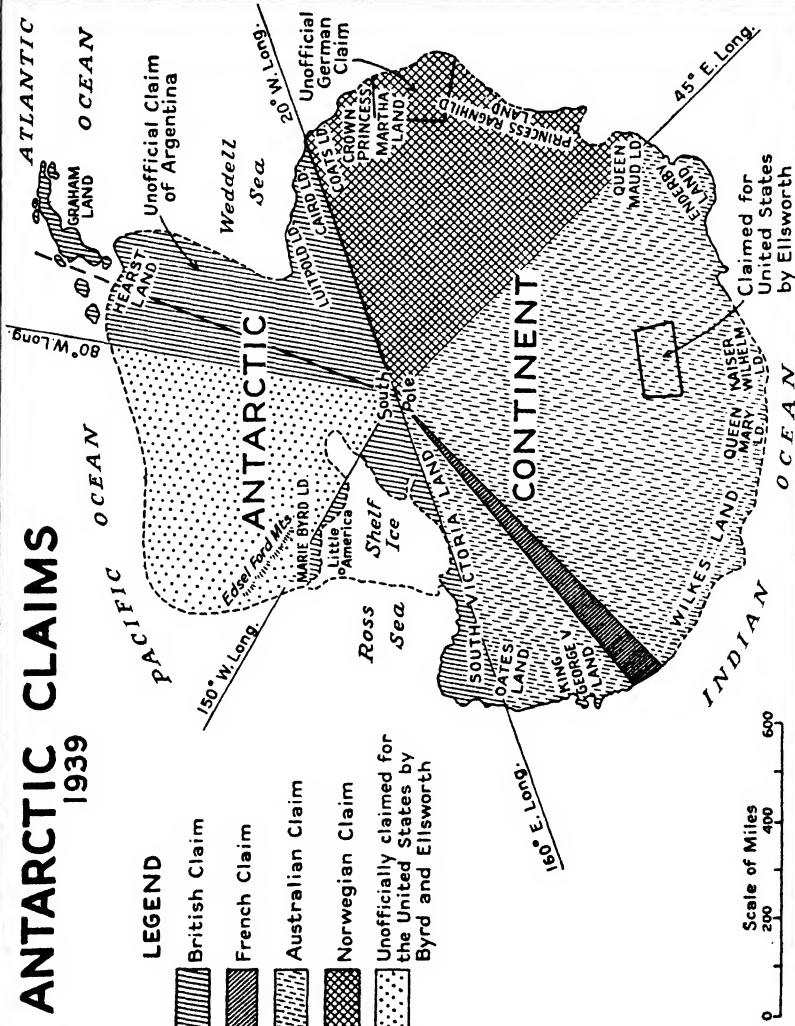 ANTARCTIC CLAIMS
1939
LEGEND
British Claim
French Claim
Australian Claim
Norwegian Claim
Unofficially claimed for
the United States by
Byrd and Ellsworth
ATLANTIC
OCEAN
GRAHAM
LAND
Unofficial Claim
of Argentina
Weddell
Sea
20° W. Long.
Unofficial
German
Claim
HEARST
LAND
80° W. Long.
LUITPOLD LD.
CAIRD LD.
COATS LD.
CROWN
PRINCESS
MARTHA
LAND
PRINCESS RAGNHILD
LAND
45° E. Long.
QUEEN
MAUD LD.
ENDERBY
LAND
Claimed for
United States
by Ellsworth
PACIFIC
OCEAN
ANTARCTIC
CONTINENT
South
Pole
Edsel Ford Mts.
MARIE BYRD LD.
Little
America
Shelf
Ice
Ross
Sea
150° W. Long.
SOUTH VICTORIA LAND
OATES
LAND
KING
GEORGE V
LAND
WILKES LAND
QUEEN
MARY
LD.
KAISER
WILHELM
LD.
160° E. Long.
INDIAN
OCEAN
Scale of Miles
0 200 400 600